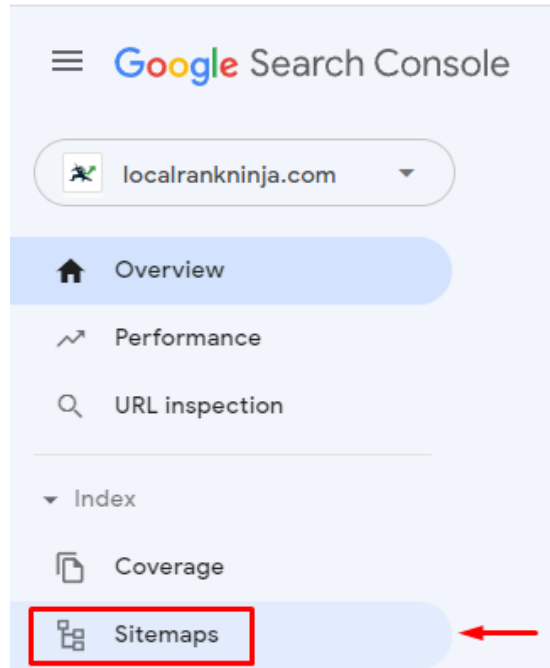 Google Search Console
localrankninja.com
Overview
Performance
URL inspection
Index
Coverage
Sitemaps